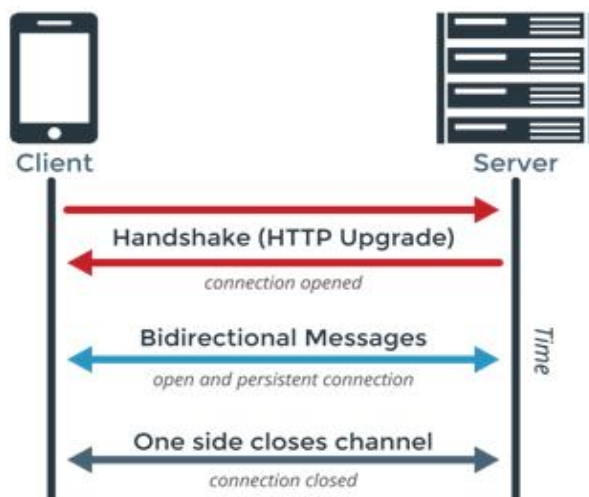 Client
Server
Handshake (HTTP Upgrade)
connection opened
Bidirectional Messages
open and persistent connection
Time
One side closes channel
connection closed